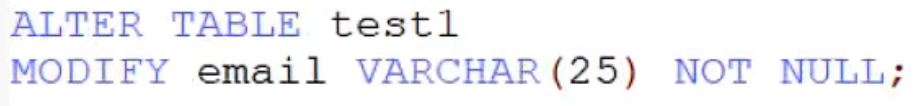 ALTER TABLE test1
MODIFY email VARCHAR(25) NOT NULL;